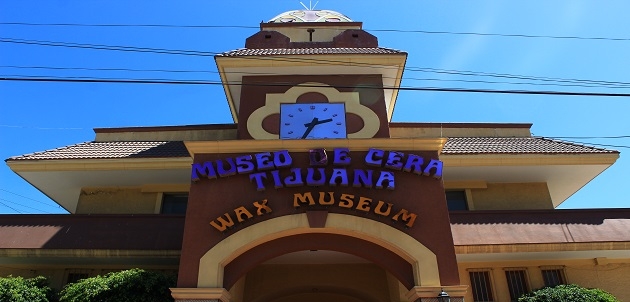 MUSEO DE CERA
TIJUANA
WAX MUSEUM